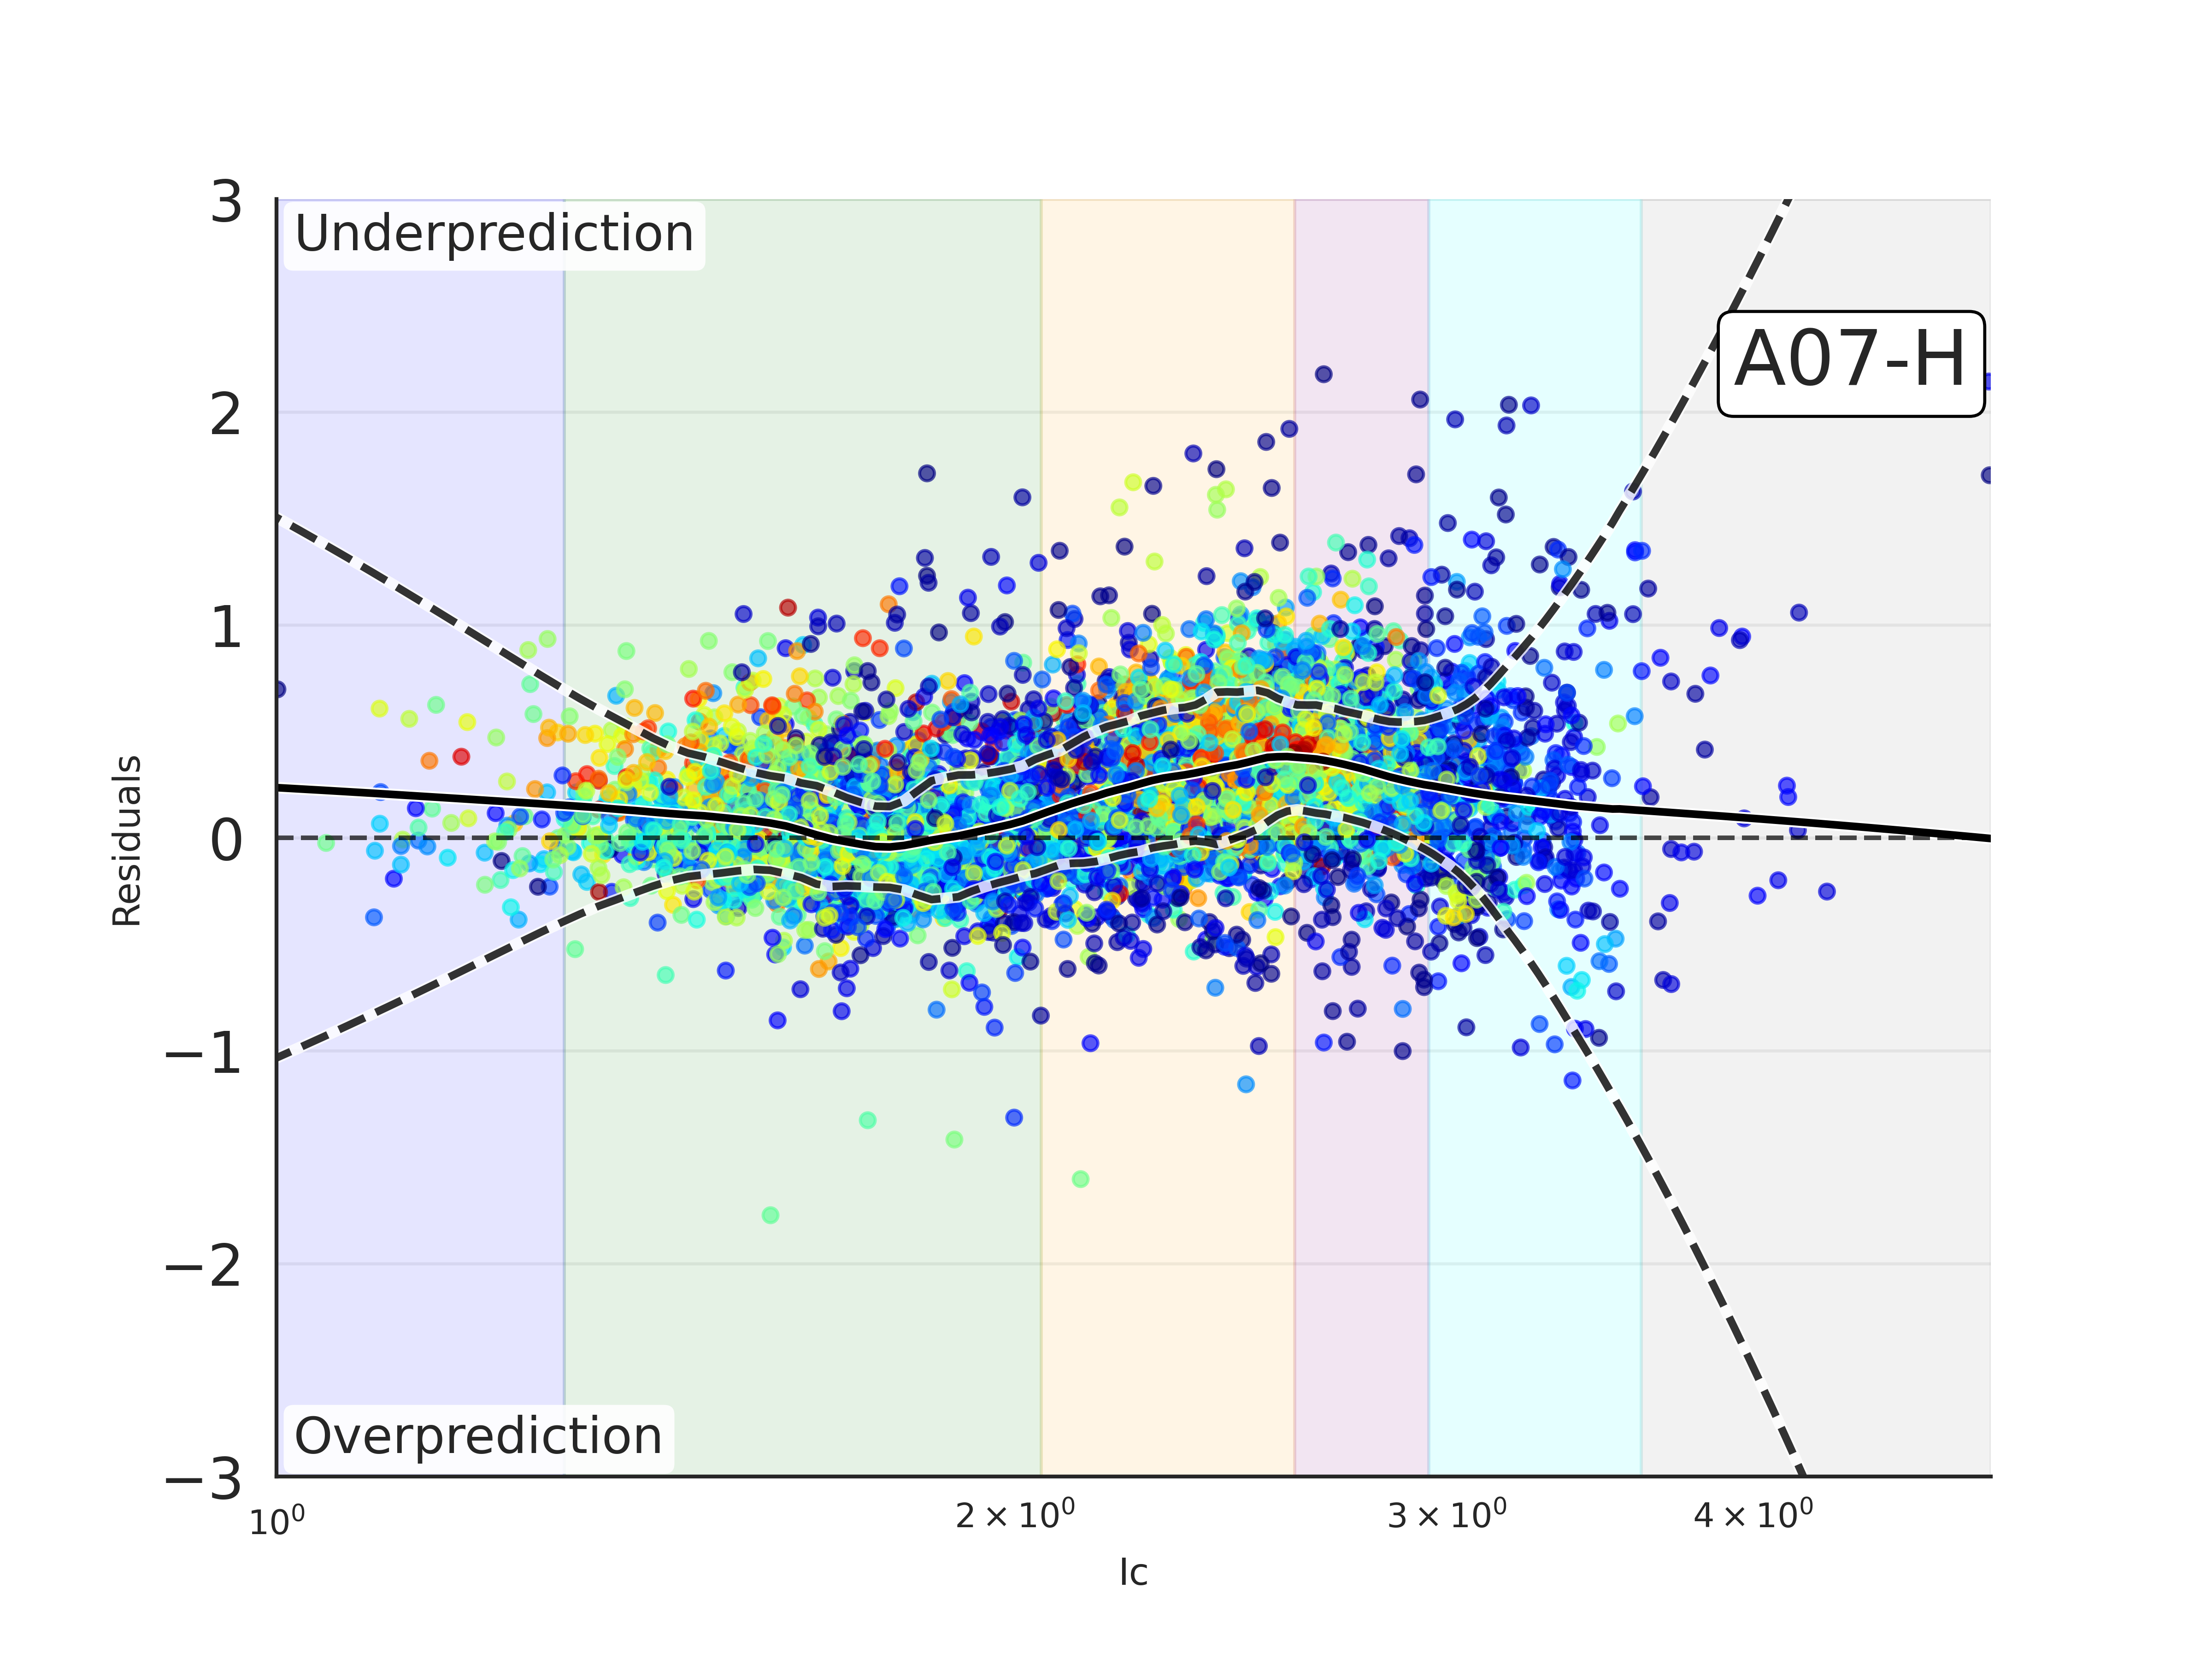 3
Underprediction
A07-H
2
1
Residuals
0
−1
−2
Overprediction
−3
10⁰
2 × 10⁰
3 × 10⁰
4 × 10⁰
Ic